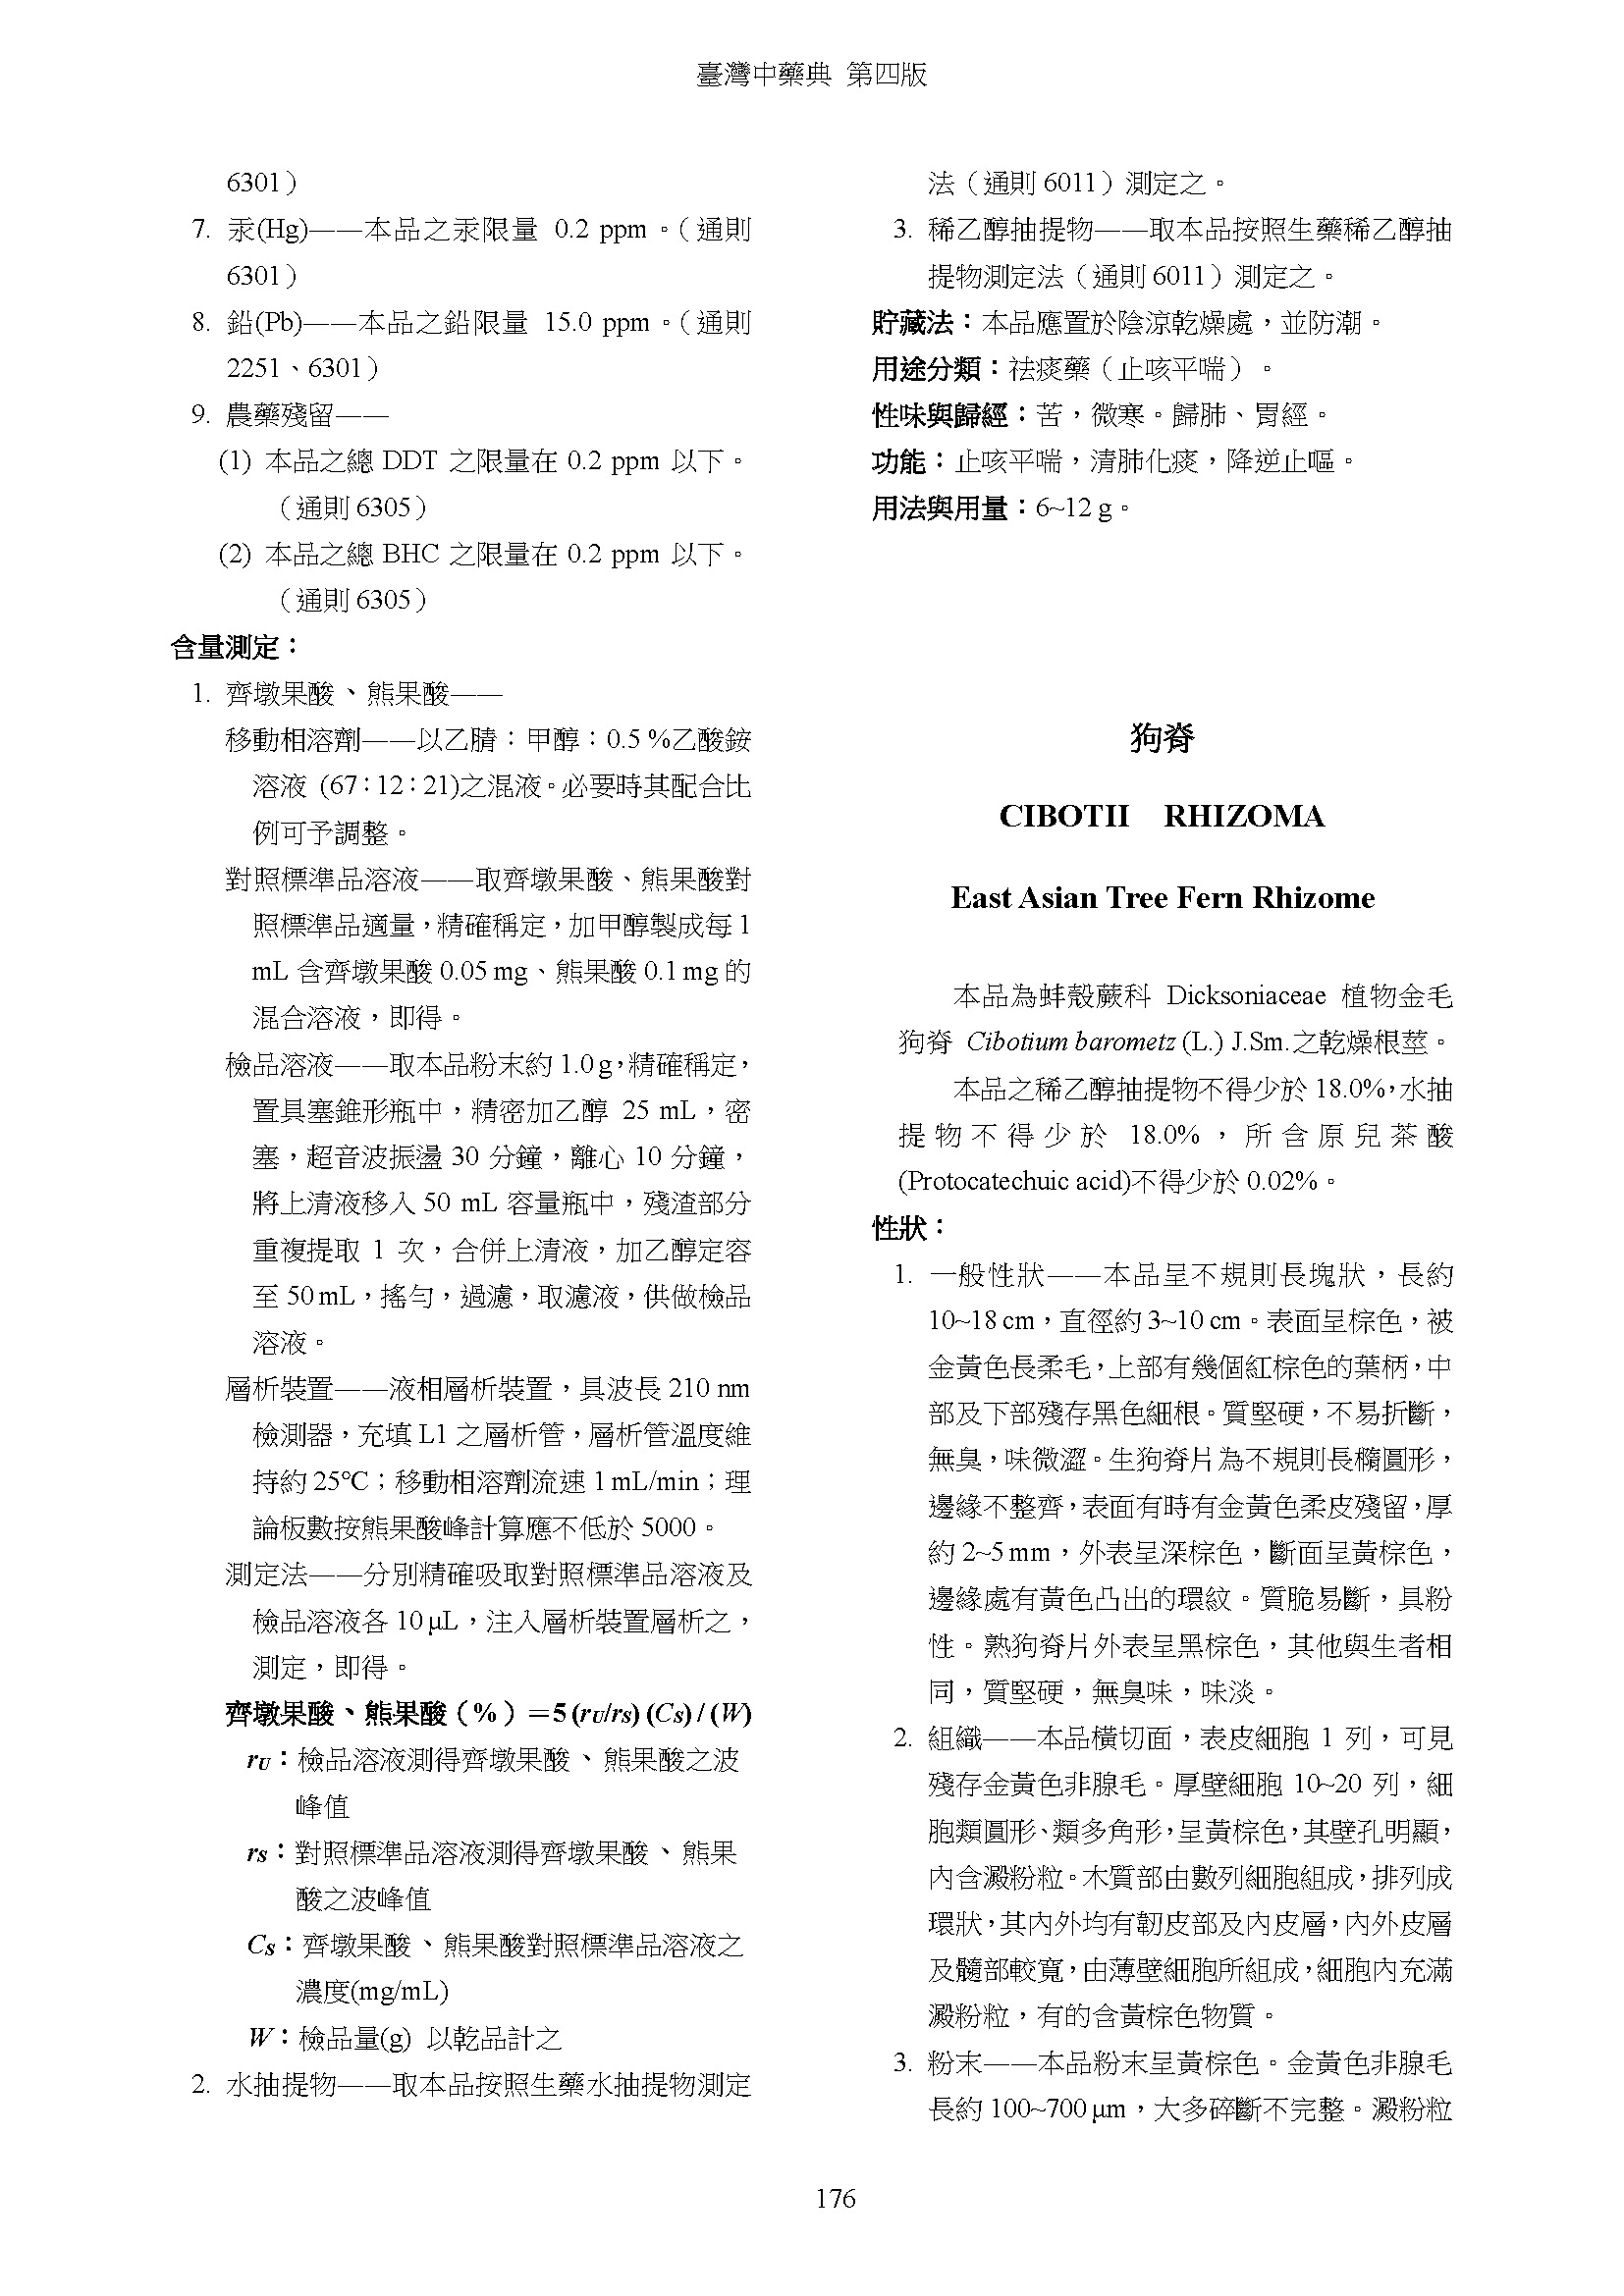 臺灣中藥典 第四版
6301）
7. 汞(Hg)——本品之汞限量 0.2 ppm。（通則
6301）
8. 鉛(Pb)——本品之鉛限量 15.0 ppm。（通則
2251、6301）
9. 農藥殘留——
(1) 本品之總 DDT 之限量在 0.2 ppm 以下。
（通則 6305）
(2) 本品之總 BHC 之限量在 0.2 ppm 以下。
（通則 6305）
含量測定：
1. 齊墩果酸、熊果酸——
移動相溶劑——以乙腈：甲醇：0.5 %乙酸銨
溶液 (67：12：21)之混液。必要時其配合比
例可予調整。
對照標準品溶液——取齊墩果酸、熊果酸對
照標準品適量，精確稱定，加甲醇製成每 1
mL 含齊墩果酸 0.05 mg、熊果酸 0.1 mg 的
混合溶液，即得。
檢品溶液——取本品粉末約 1.0 g，精確稱定，
置具塞錐形瓶中，精密加乙醇 25 mL，密
塞，超音波振盪 30 分鐘，離心 10 分鐘，
將上清液移入 50 mL 容量瓶中，殘渣部分
重複提取 1 次，合併上清液，加乙醇定容
至 50 mL，搖勻，過濾，取濾液，供做檢品
溶液。
層析裝置——液相層析裝置，具波長 210 nm
檢測器，充填 L1 之層析管，層析管溫度維
持約 25℃；移動相溶劑流速 1 mL/min；理
論板數按熊果酸峰計算應不低於 5000。
測定法——分別精確吸取對照標準品溶液及
檢品溶液各 10 μL，注入層析裝置層析之，
測定，即得。
齊墩果酸、熊果酸（%）＝5 (rU/rS) (CS) / (W)
rU：檢品溶液測得齊墩果酸、熊果酸之波
峰值
rS：對照標準品溶液測得齊墩果酸、熊果
酸之波峰值
CS：齊墩果酸、熊果酸對照標準品溶液之
濃度(mg/mL)
W：檢品量(g) 以乾品計之
2. 水抽提物——取本品按照生藥水抽提物測定
法（通則 6011）測定之。
3. 稀乙醇抽提物——取本品按照生藥稀乙醇抽
提物測定法（通則 6011）測定之。
貯藏法：本品應置於陰涼乾燥處，並防潮。
用途分類：祛痰藥（止咳平喘）。
性味與歸經：苦，微寒。歸肺、胃經。
功能：止咳平喘，清肺化痰，降逆止嘔。
用法與用量：6~12 g。
狗脊
CIBOTII RHIZOMA
East Asian Tree Fern Rhizome
本品為蚌殼蕨科 Dicksoniaceae 植物金毛
狗脊 Cibotium barometz (L.) J.Sm.之乾燥根莖。
本品之稀乙醇抽提物不得少於 18.0%，水抽
提物不得少於 18.0%，所含原兒茶酸
(Protocatechuic acid)不得少於 0.02%。
性狀：
1. 一般性狀——本品呈不規則長塊狀，長約
10~18 cm，直徑約 3~10 cm。表面呈棕色，被
金黃色長柔毛，上部有幾個紅棕色的葉柄，中
部及下部殘存黑色細根。質堅硬，不易折斷，
無臭，味微澀。生狗脊片為不規則長橢圓形，
邊緣不整齊，表面有時有金黃色柔皮殘留，厚
約 2~5 mm，外表呈深棕色，斷面呈黃棕色，
邊緣處有黃色凸出的環紋。質脆易斷，具粉
性。熟狗脊片外表呈黑棕色，其他與生者相
同，質堅硬，無臭味，味淡。
2. 組織——本品橫切面，表皮細胞 1 列，可見
殘存金黃色非腺毛。厚壁細胞 10~20 列，細
胞類圓形、類多角形，呈黃棕色，其壁孔明顯，
內含澱粉粒。木質部由數列細胞組成，排列成
環狀，其內外均有韌皮部及內皮層，內外皮層
及髓部較寬，由薄壁細胞所組成，細胞內充滿
澱粉粒，有的含黃棕色物質。
3. 粉末——本品粉末呈黃棕色。金黃色非腺毛
長約 100~700 μm，大多碎斷不完整。澱粉粒
176